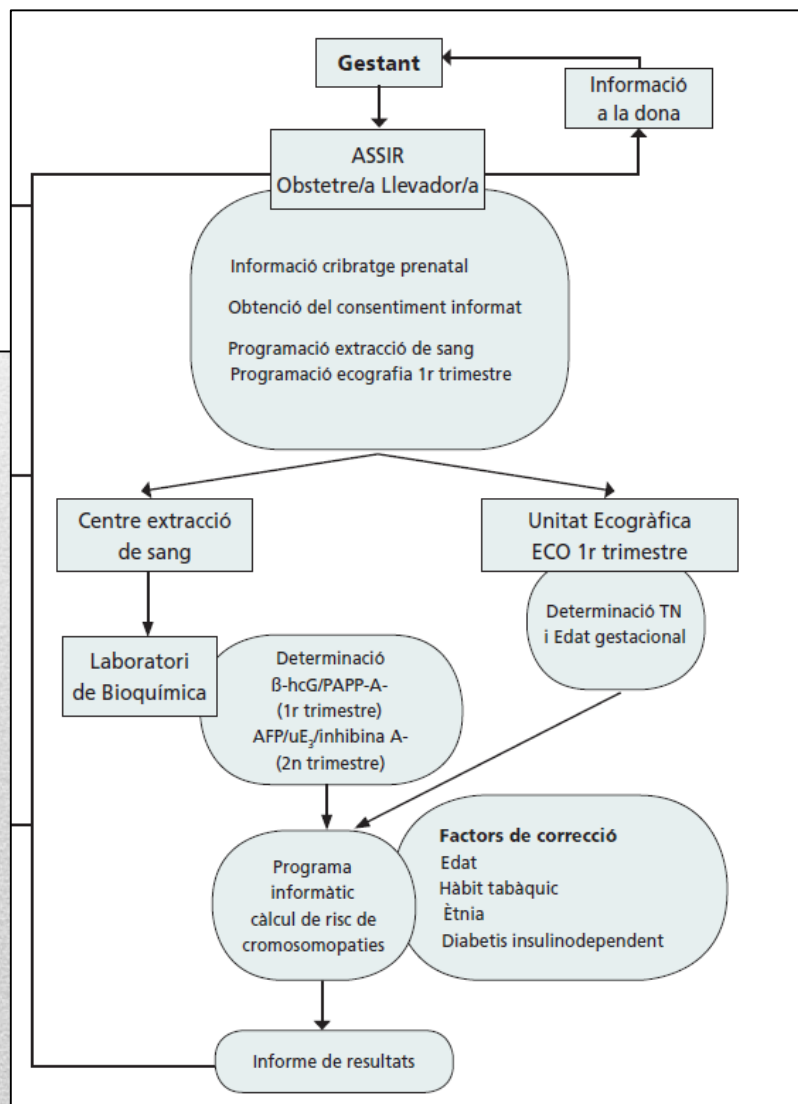 Gestant
Informació
a la dona
ASSIR
Obstetre/a Llevador/a
Informació cribratge prenatal
Obtenció del consentiment informat
Programació extracció de sang
Programació ecografia 1r trimestre
Centre extracció
de sang
Unitat Ecogràfica
ECO 1r trimestre
Determinació TN
i Edat gestacional
Laboratori
de Bioquímica
Determinació
ß-hcG/PAPP-A-
(1r trimestre)
AFP/uE₃/inhibina A-
(2n trimestre)
Programa
informàtic
càlcul de risc de
cromosomopaties
Factors de correcció
Edat
Hàbit tabàquic
Ètnia
Diabetis insulinodependent
Informe de resultats